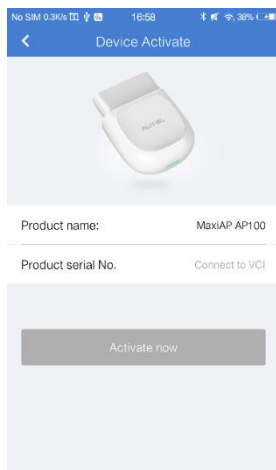 No SIM 0.3K/s 16:58 38%
Device Activate
AUTEL
Product name: MaxiAP AP100
Product serial No. Connect to VCI
Activate now